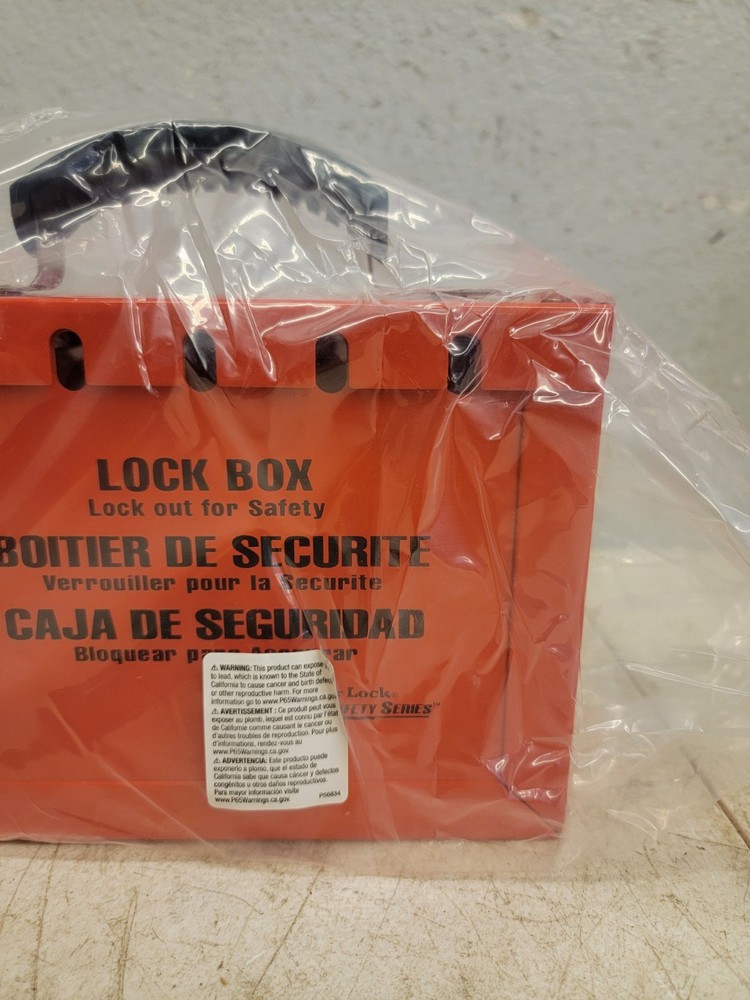 LOCK BOX
Lock out for Safety
BOITIER DE SECURITE
Verrouiller pour la Securite
CAJA DE SEGURIDAD
Bloquear
Lock®
SAFETY SERIES™
⚠ WARNING: This product can expose
to lead, which is known to the State of
California to cause cancer and birth defects
or other reproductive harm. For more
information go to www.P65Warnings.ca.gov.
⚠ AVERTISSEMENT : Ce produit peut vous
exposer au plomb, lequel est connu par l'état
de Californie comme causant le cancer ou
d'autres troubles de reproduction. Pour plus
d'informations, rendez-vous au
www.P65Warnings.ca.gov
⚠ ADVERTENCIA: Este producto puede
exponerlo a plomo, que el estado de
California sabe que causa cáncer y defectos
congénitos u otros daños reproductivos.
Para mayor información visite
www.P65Warnings.ca.gov.
P56834